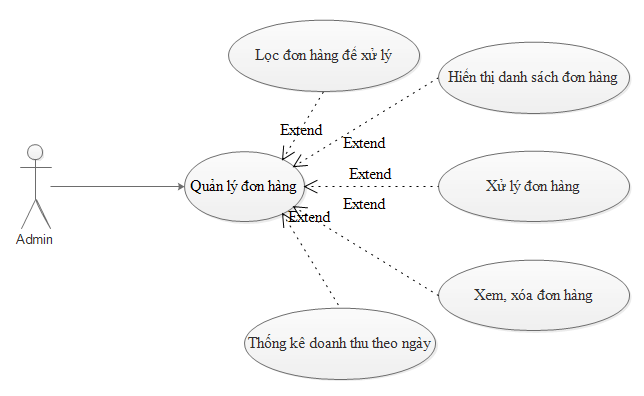 Lọc đơn hàng để xử lý
Hiển thị danh sách đơn hàng
Extend
Extend
Extend
Quản lý đơn hàng
Xử lý đơn hàng
Extend
Extend
Admin
Xem, xóa đơn hàng
Thống kê doanh thu theo ngày